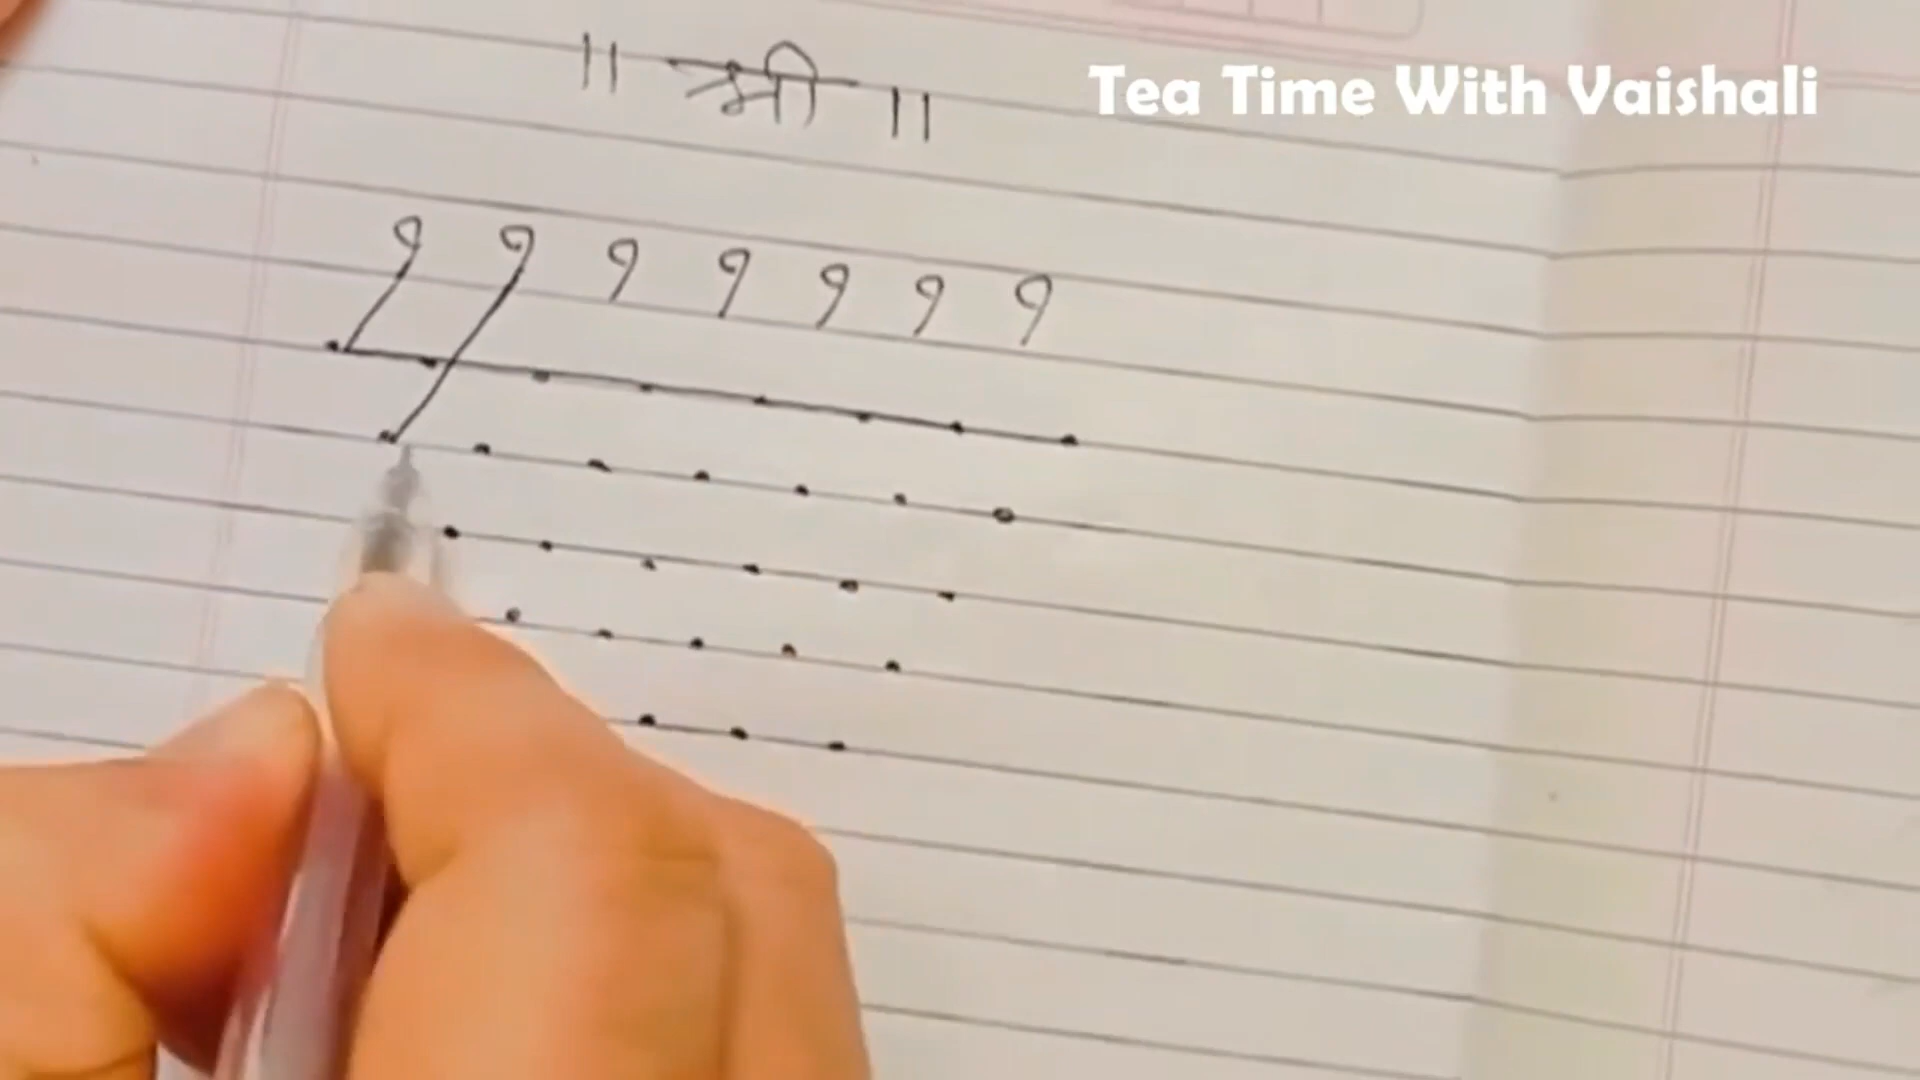 ॥ श्री ॥
Tea Time With Vaishali
१ १ १ १ १ १ १